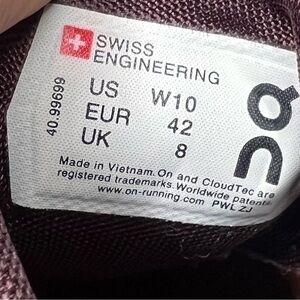 SWISS
ENGINEERING
US W10
EUR 42
UK 8
40.99699
on
Made in Vietnam. On and CloudTec are
registered trademarks. Worldwide patents
www.on-running.com PWL ZJ